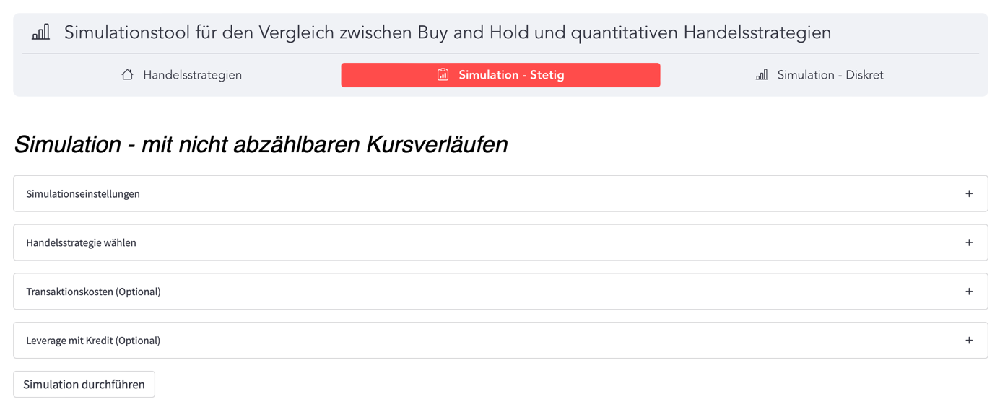 Simulationstool für den Vergleich zwischen Buy and Hold und quantitativen Handelsstrategien
Handelsstrategien
Simulation - Stetig
Simulation - Diskret
Simulation - mit nicht abzählbaren Kursverläufen
Simulationseinstellungen
Handelsstrategie wählen
Transaktionskosten (Optional)
Leverage mit Kredit (Optional)
Simulation durchführen